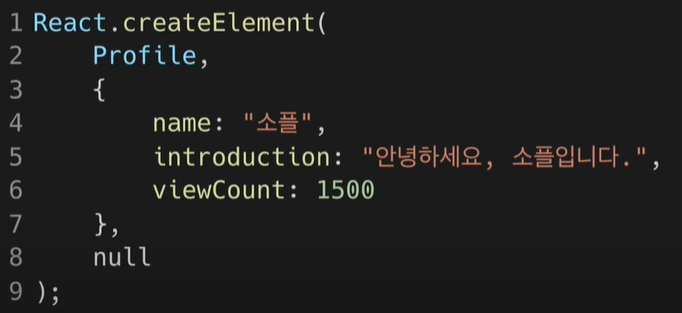 1 React.createElement(
2     Profile,
3     {
4         name: "소플",
5         introduction: "안녕하세요, 소플입니다.",
6         viewCount: 1500
7     },
8     null
9 );